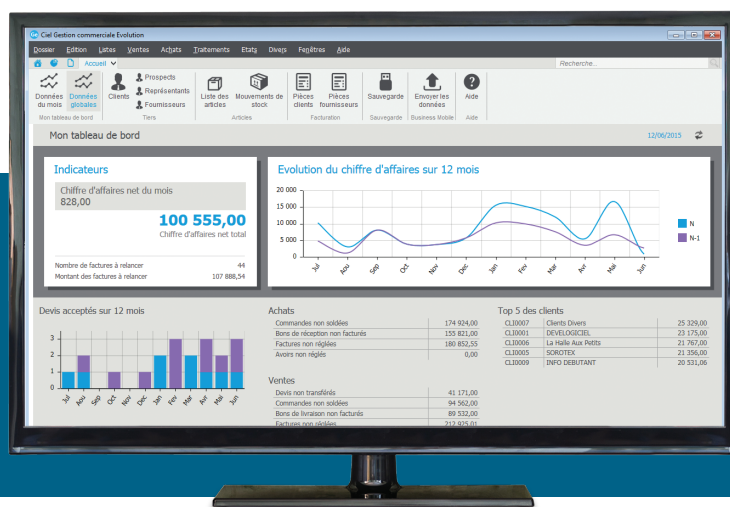 Ciel Gestion commerciale Evolution
Dossier Edition Listes Ventes Achats Traitements Etats Divers Fenêtres Aide
Accueil Recherche...
Données du mois
Données globales
Mon tableau de bord
Clients
Prospects
Représentants
Fournisseurs
Tiers
Liste des articles
Mouvements de stock
Articles
Pièces clients
Pièces fournisseurs
Facturation
Sauvegarde
Sauvegarde
Envoyer les données
Business Mobile
Aide
Aide
Mon tableau de bord 12/06/2015
Indicateurs
Chiffre d'affaires net du mois
828,00
100 555,00
Chiffre d'affaires net total
Nombre de factures à relancer 44
Montant des factures à relancer 107 888,54
Evolution du chiffre d'affaires sur 12 mois
20 000
15 000
10 000
5 000
0
Jul Aou Sep Oct Nov Dec Jan Fev Mar Avr Mai Jun
N
N-1
Devis acceptés sur 12 mois
3
2
1
0
Jul Aou Sep Oct Nov Dec Jan Fev Mar Avr Mai Jun
Achats
Commandes non soldées 174 924,00
Bons de réception non facturés 155 821,00
Factures non réglées 180 852,55
Avoirs non réglés 0,00
Ventes
Devis non transférés 41 171,00
Commandes non soldées 94 562,00
Bons de livraison non facturés 89 532,00
Factures non réglées 212 925,01
Top 5 des clients
CLI0007 Clients Divers 25 329,00
CLI0001 DEVELOGICIEL 23 175,00
CLI0006 La Halle Aux Petits 21 767,00
CLI0005 SOROTEX 21 356,00
CLI0009 INFO DEBUTANT 20 531,06